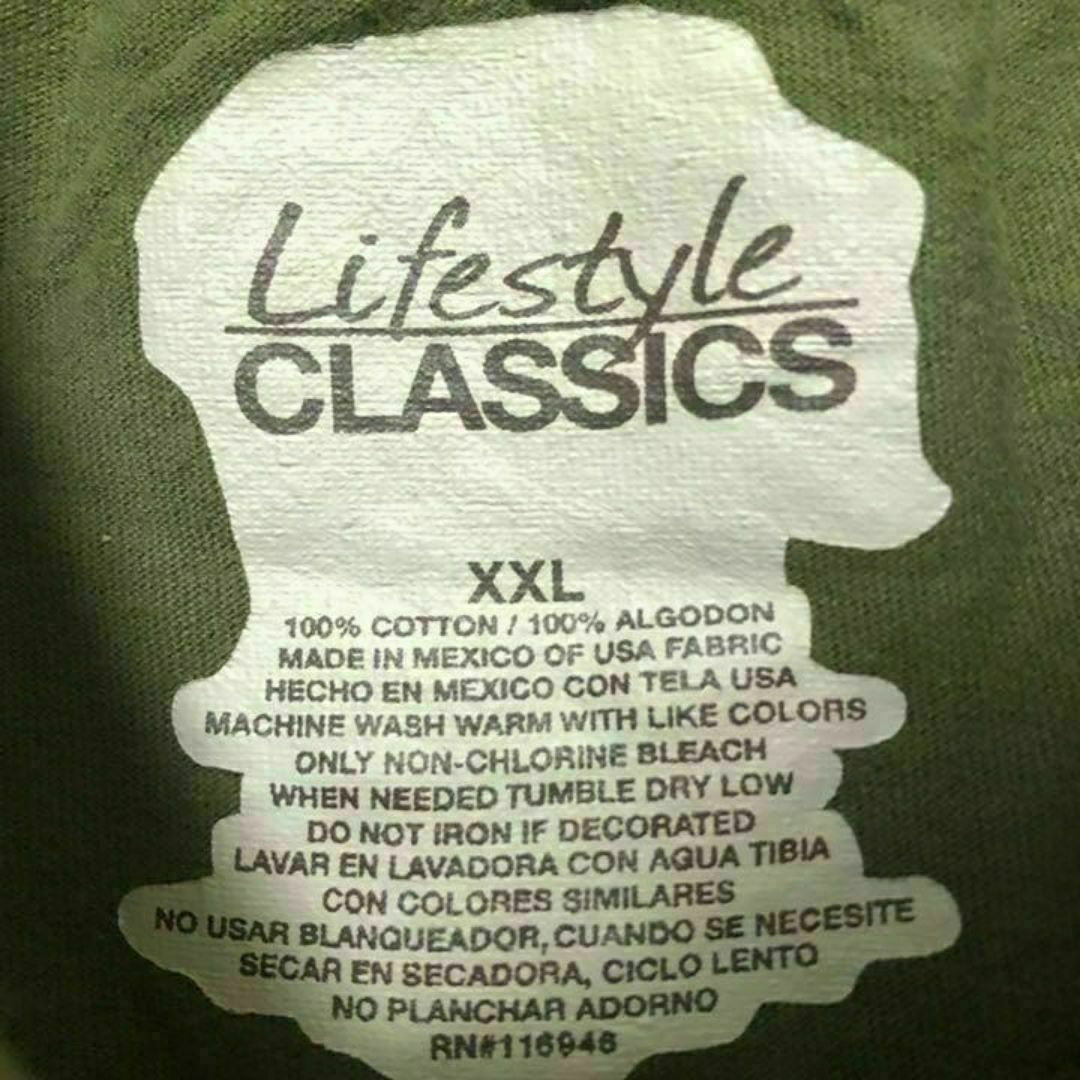 Lifestyle
CLASSICS
XXL
100% COTTON / 100% ALGODON
MADE IN MEXICO OF USA FABRIC
HECHO EN MEXICO CON TELA USA
MACHINE WASH WARM WITH LIKE COLORS
ONLY NON-CHLORINE BLEACH
WHEN NEEDED TUMBLE DRY LOW
DO NOT IRON IF DECORATED
LAVAR EN LAVADORA CON AGUA TIBIA
CON COLORES SIMILARES
NO USAR BLANQUEADOR, CUANDO SE NECESITE
SECAR EN SECADORA, CICLO LENTO
NO PLANCHAR ADORNO
RN#116946